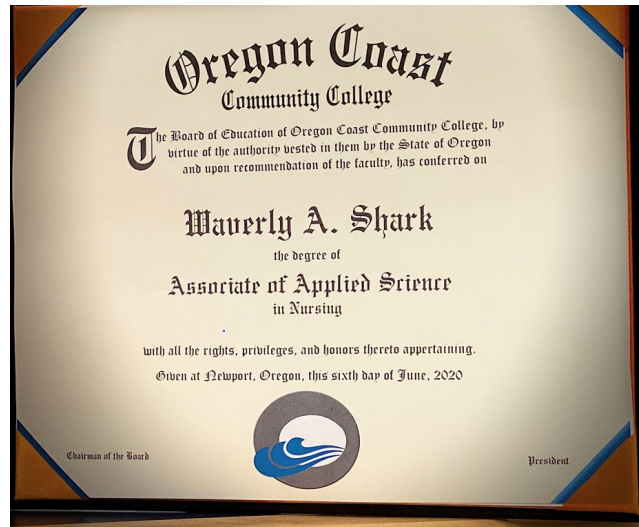 Oregon Coast
Community College
The Board of Education of Oregon Coast Community College, by
virtue of the authority vested in them by the State of Oregon
and upon recommendation of the faculty, has conferred on
Waverly A. Shark
the degree of
Associate of Applied Science
in Nursing
with all the rights, privileges, and honors thereto appertaining.
Given at Newport, Oregon, this sixth day of June, 2020
Chairman of the Board
President